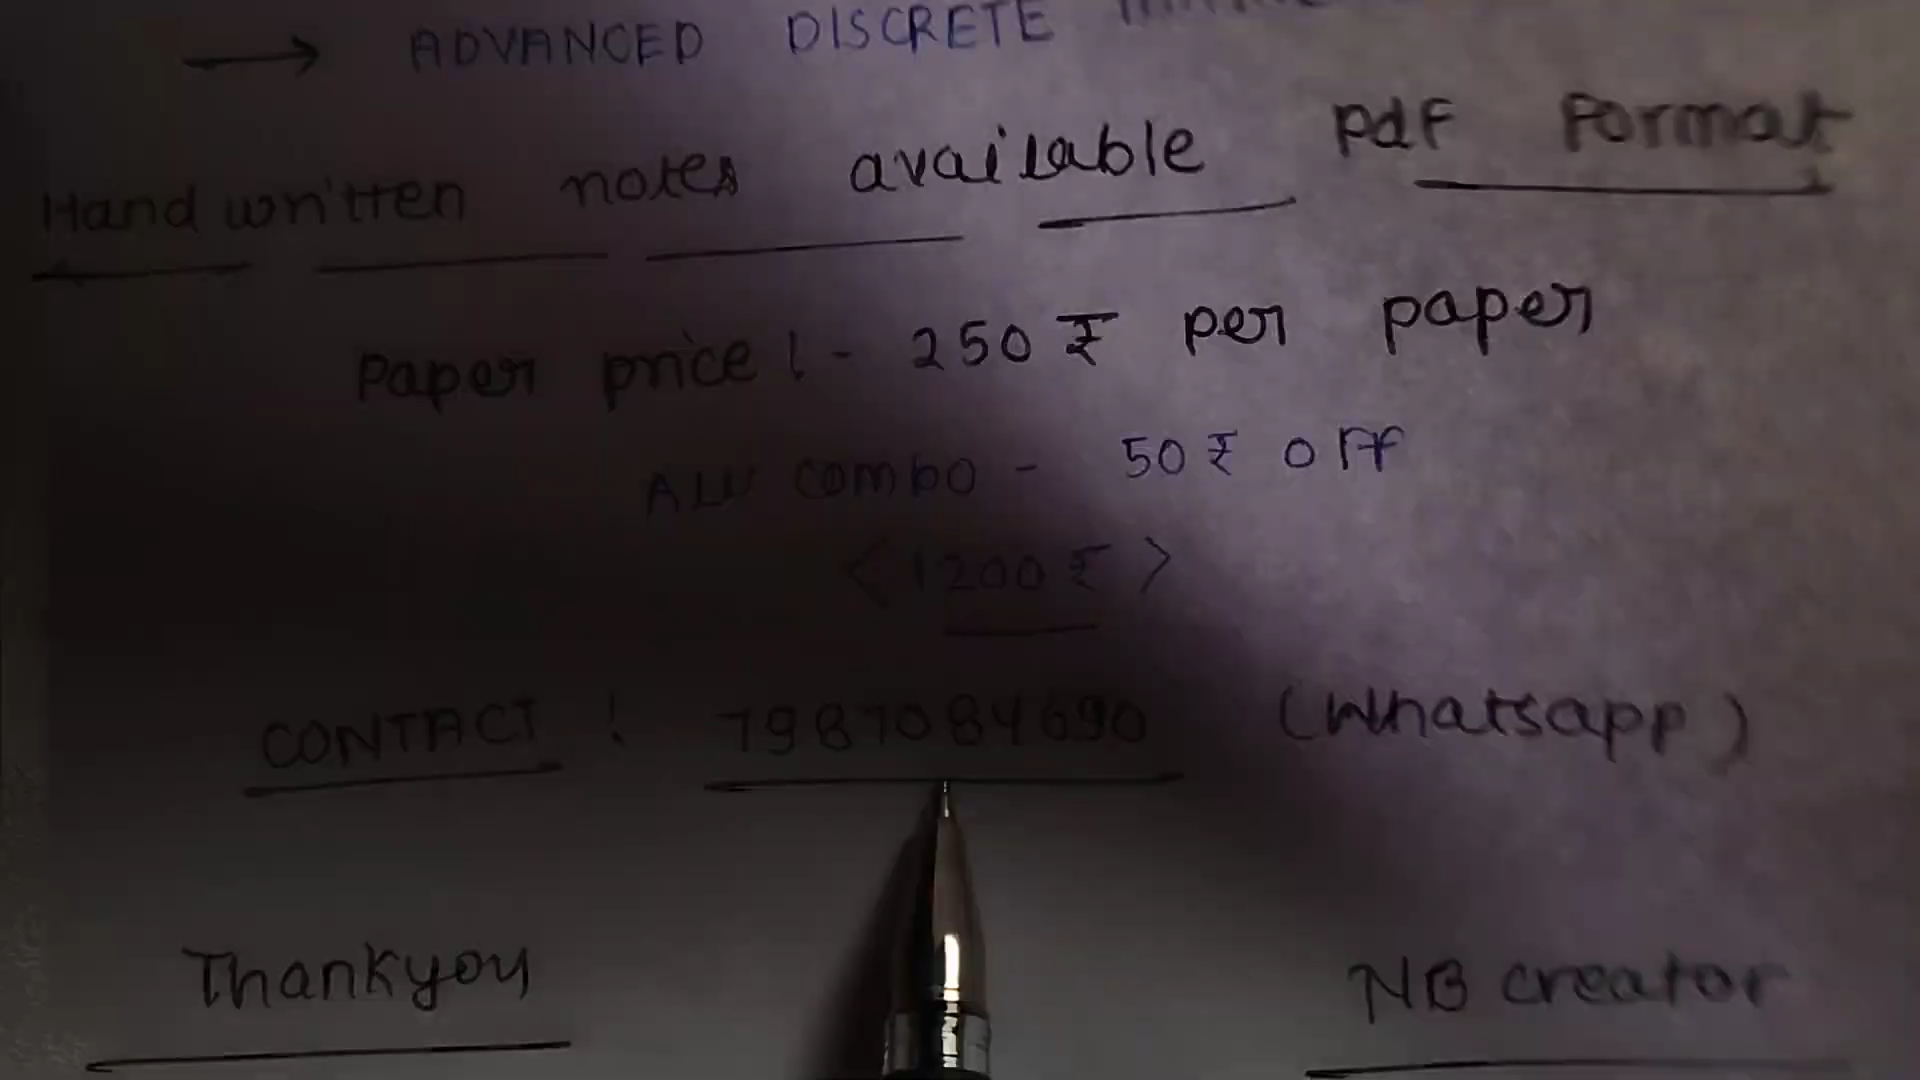 → ADVANCED DISCRETE
Hand written notes available pdf Format
Paper price :- 250 ₹ per paper
All combo - 50 ₹ off
<1200 ₹>
CONTACT : 7987084690 (Whatsapp)
Thankyou
NB creator